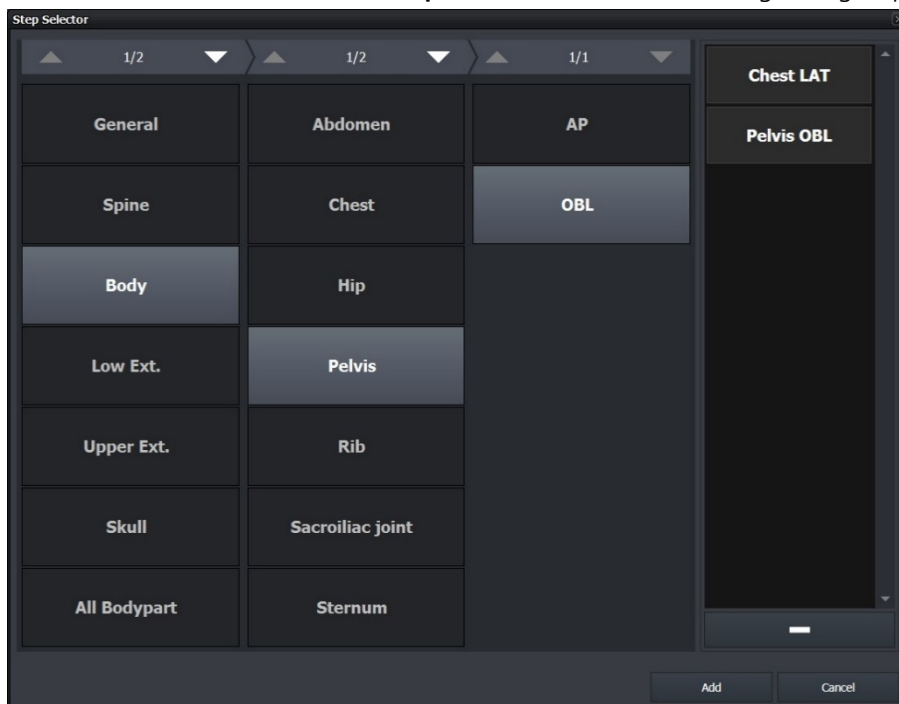 Step Selector
1/2
1/2
1/1
General
Abdomen
AP
Spine
Chest
OBL
Body
Hip
Low Ext.
Pelvis
Upper Ext.
Rib
Skull
Sacroiliac joint
All Bodypart
Sternum
Chest LAT
Pelvis OBL
Add
Cancel